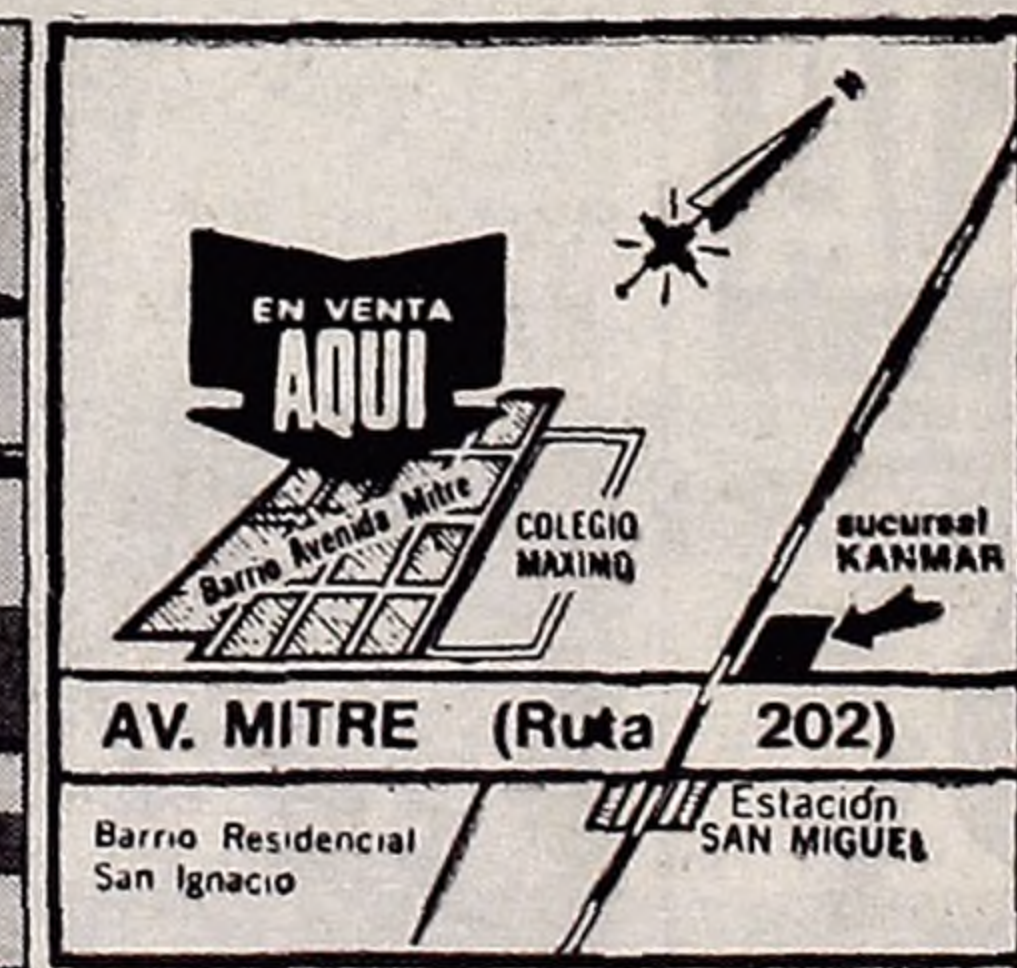 N
EN VENTA
AQUI
Barrio Avenida Mitre
COLEGIO
MAXIMO
sucursal
KANMAR
AV. MITRE (Ruta 202)
Estación
SAN MIGUEL
Barrio Residencial
San Ignacio